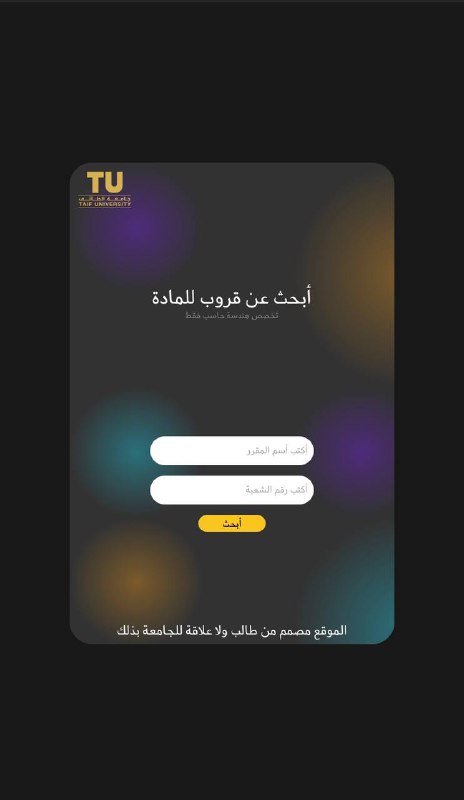 TU
جامعة الطائف
TAIF UNIVERSITY
أبحث عن قروب للمادة
تخصص هندسة حاسب فقط
أكتب أسم المقرر
أكتب رقم الشعبة
أبحث
الموقع مصمم من طالب ولا علاقة للجامعة بذلك